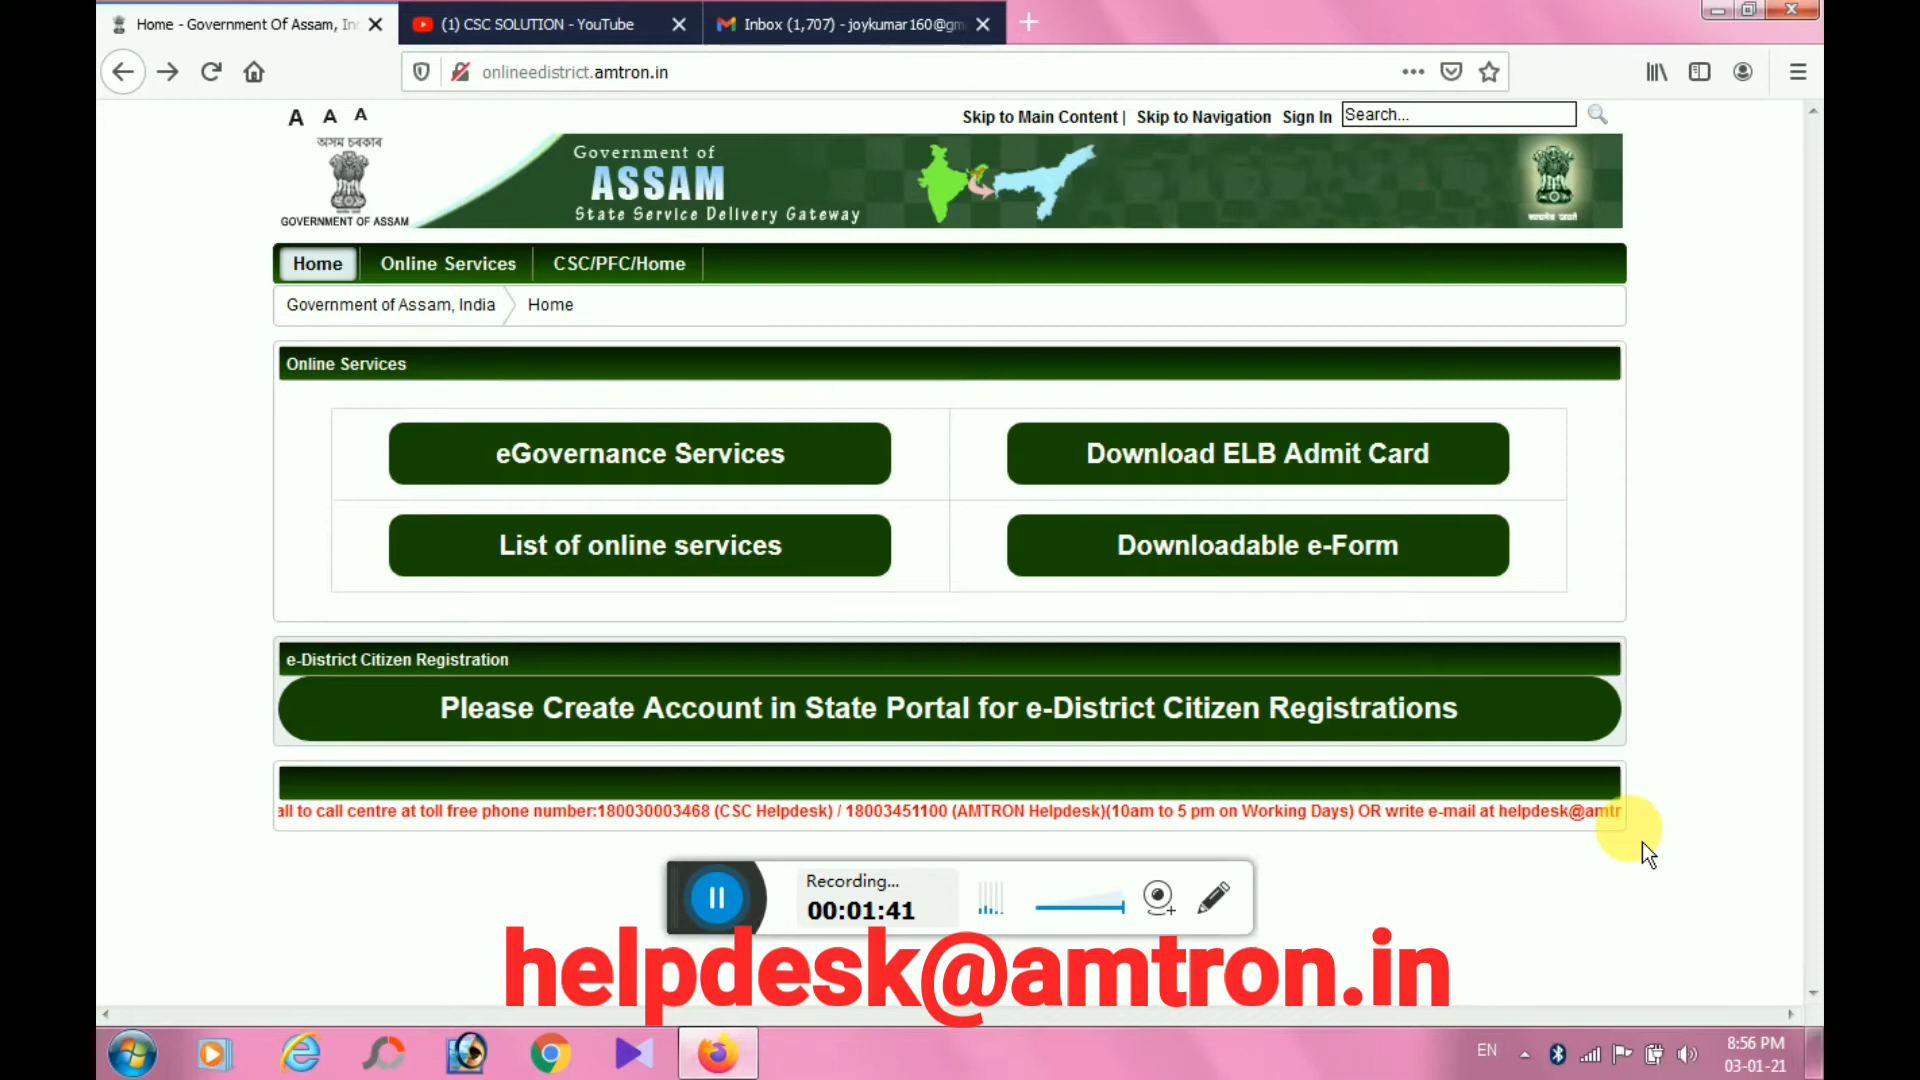 Home - Government Of Assam, In
(1) CSC SOLUTION - YouTube
Inbox (1,707) - joykumar160@gm
onlineedistrict.amtron.in
A A A
Skip to Main Content |
Skip to Navigation
Sign In
Search...
অসম চৰকাৰ
GOVERNMENT OF ASSAM
Government of
ASSAM
State Service Delivery Gateway
सत्यमेव जयते
Home
Online Services
CSC/PFC/Home
Government of Assam, India
Home
Online Services
eGovernance Services
Download ELB Admit Card
List of online services
Downloadable e-Form
e-District Citizen Registration
Please Create Account in State Portal for e-District Citizen Registrations
all to call centre at toll free phone number:180030003468 (CSC Helpdesk) / 18003451100 (AMTRON Helpdesk)(10am to 5 pm on Working Days) OR write e-mail at helpdesk@amtr
Recording...
00:01:41
helpdesk@amtron.in
EN
8:56 PM
03-01-21